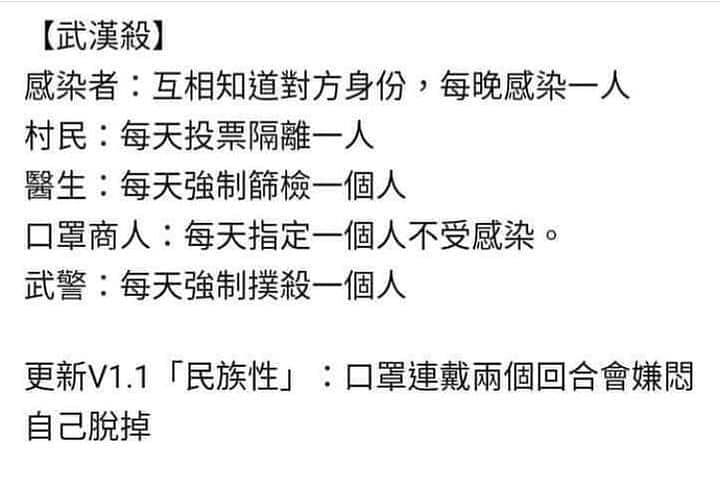 【武漢殺】
感染者：互相知道對方身份，每晚感染一人
村民：每天投票隔離一人
醫生：每天強制篩檢一個人
口罩商人：每天指定一個人不受感染。
武警：每天強制撲殺一個人
更新V1.1「民族性」：口罩連戴兩個回合會嫌悶
自己脫掉